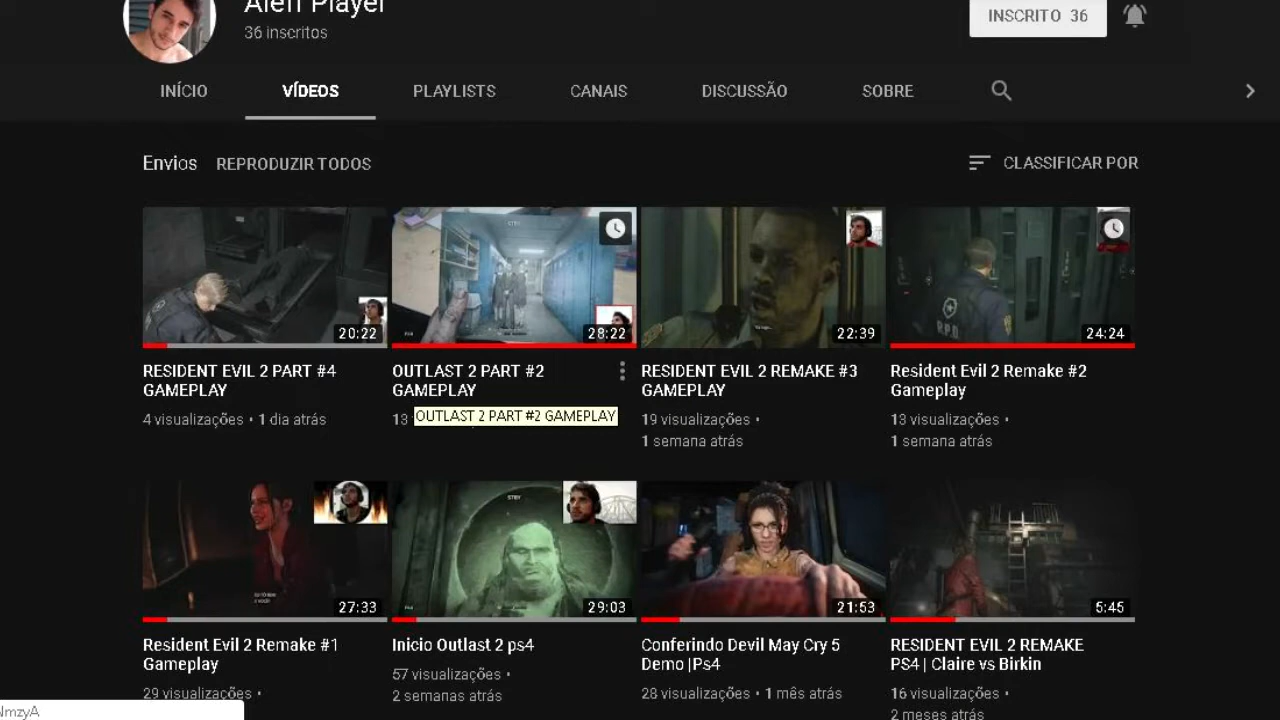 Aleff Player
36 inscritos
INSCRITO 36
INÍCIO VÍDEOS PLAYLISTS CANAIS DISCUSSÃO SOBRE
Envios REPRODUZIR TODOS CLASSIFICAR POR
20:22
28:22
22:39
24:24
RESIDENT EVIL 2 PART #4
GAMEPLAY
4 visualizações • 1 dia atrás
OUTLAST 2 PART #2
GAMEPLAY
13
OUTLAST 2 PART #2 GAMEPLAY
RESIDENT EVIL 2 REMAKE #3
GAMEPLAY
19 visualizações •
1 semana atrás
Resident Evil 2 Remake #2
Gameplay
13 visualizações •
1 semana atrás
27:33
29:03
21:53
5:45
Resident Evil 2 Remake #1
Gameplay
29 visualizações •
Inicio Outlast 2 ps4
57 visualizações •
2 semanas atrás
Conferindo Devil May Cry 5
Demo |Ps4
28 visualizações • 1 mês atrás
RESIDENT EVIL 2 REMAKE
PS4 | Claire vs Birkin
16 visualizações •
2 meses atrás